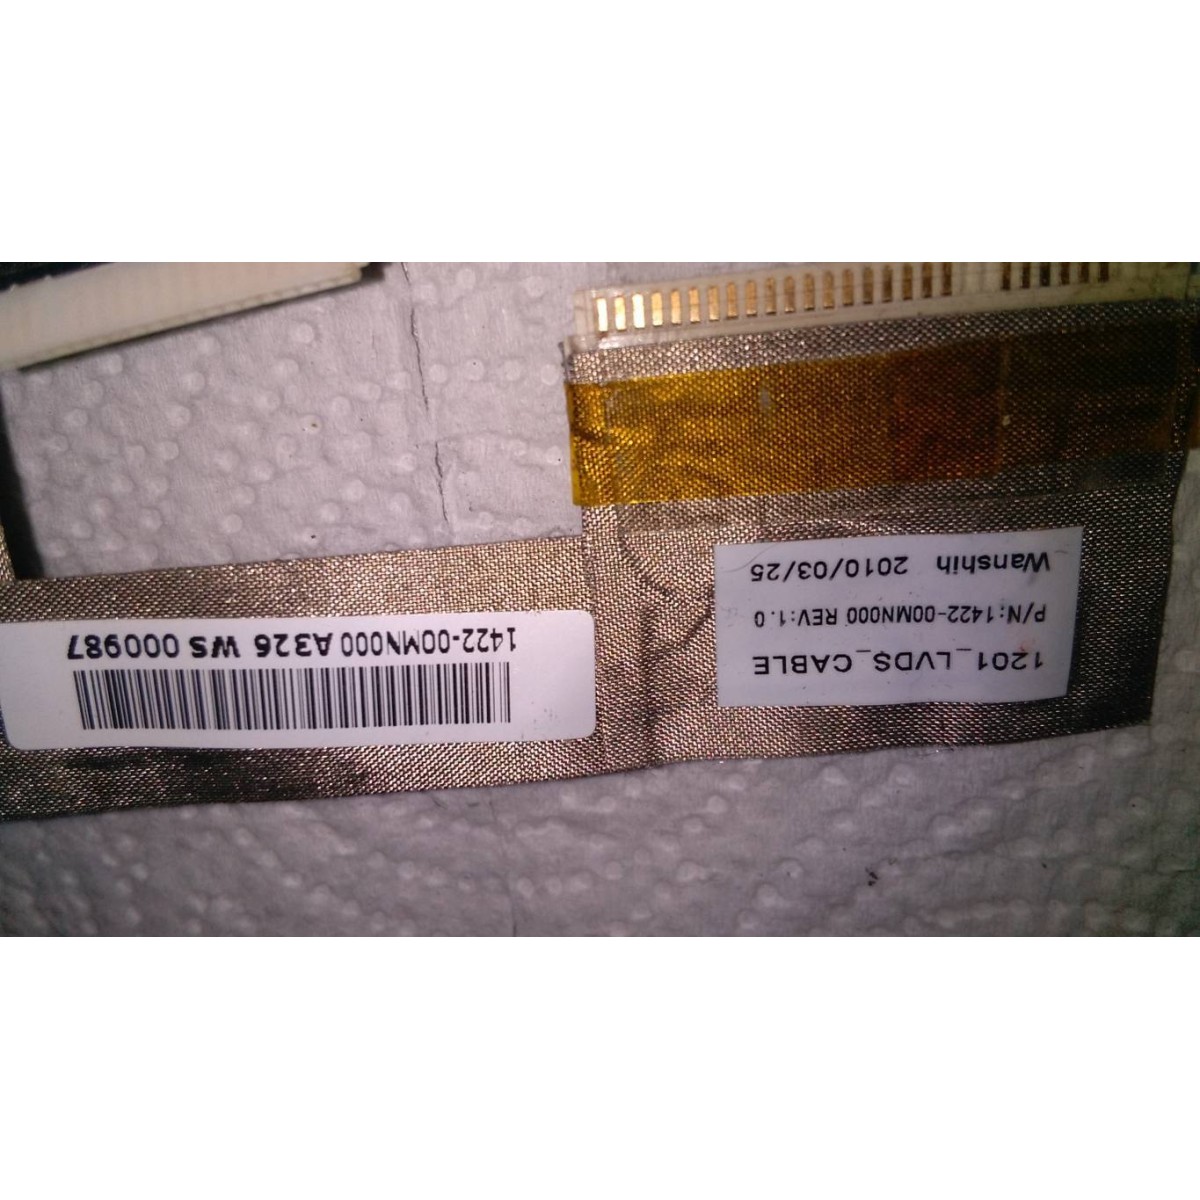 1201_LVDS_CABLE
P/N:1422-00MN000 REV:1.0
Wanshih 2010/03/25
1422-00MN000 A326 WS 000987